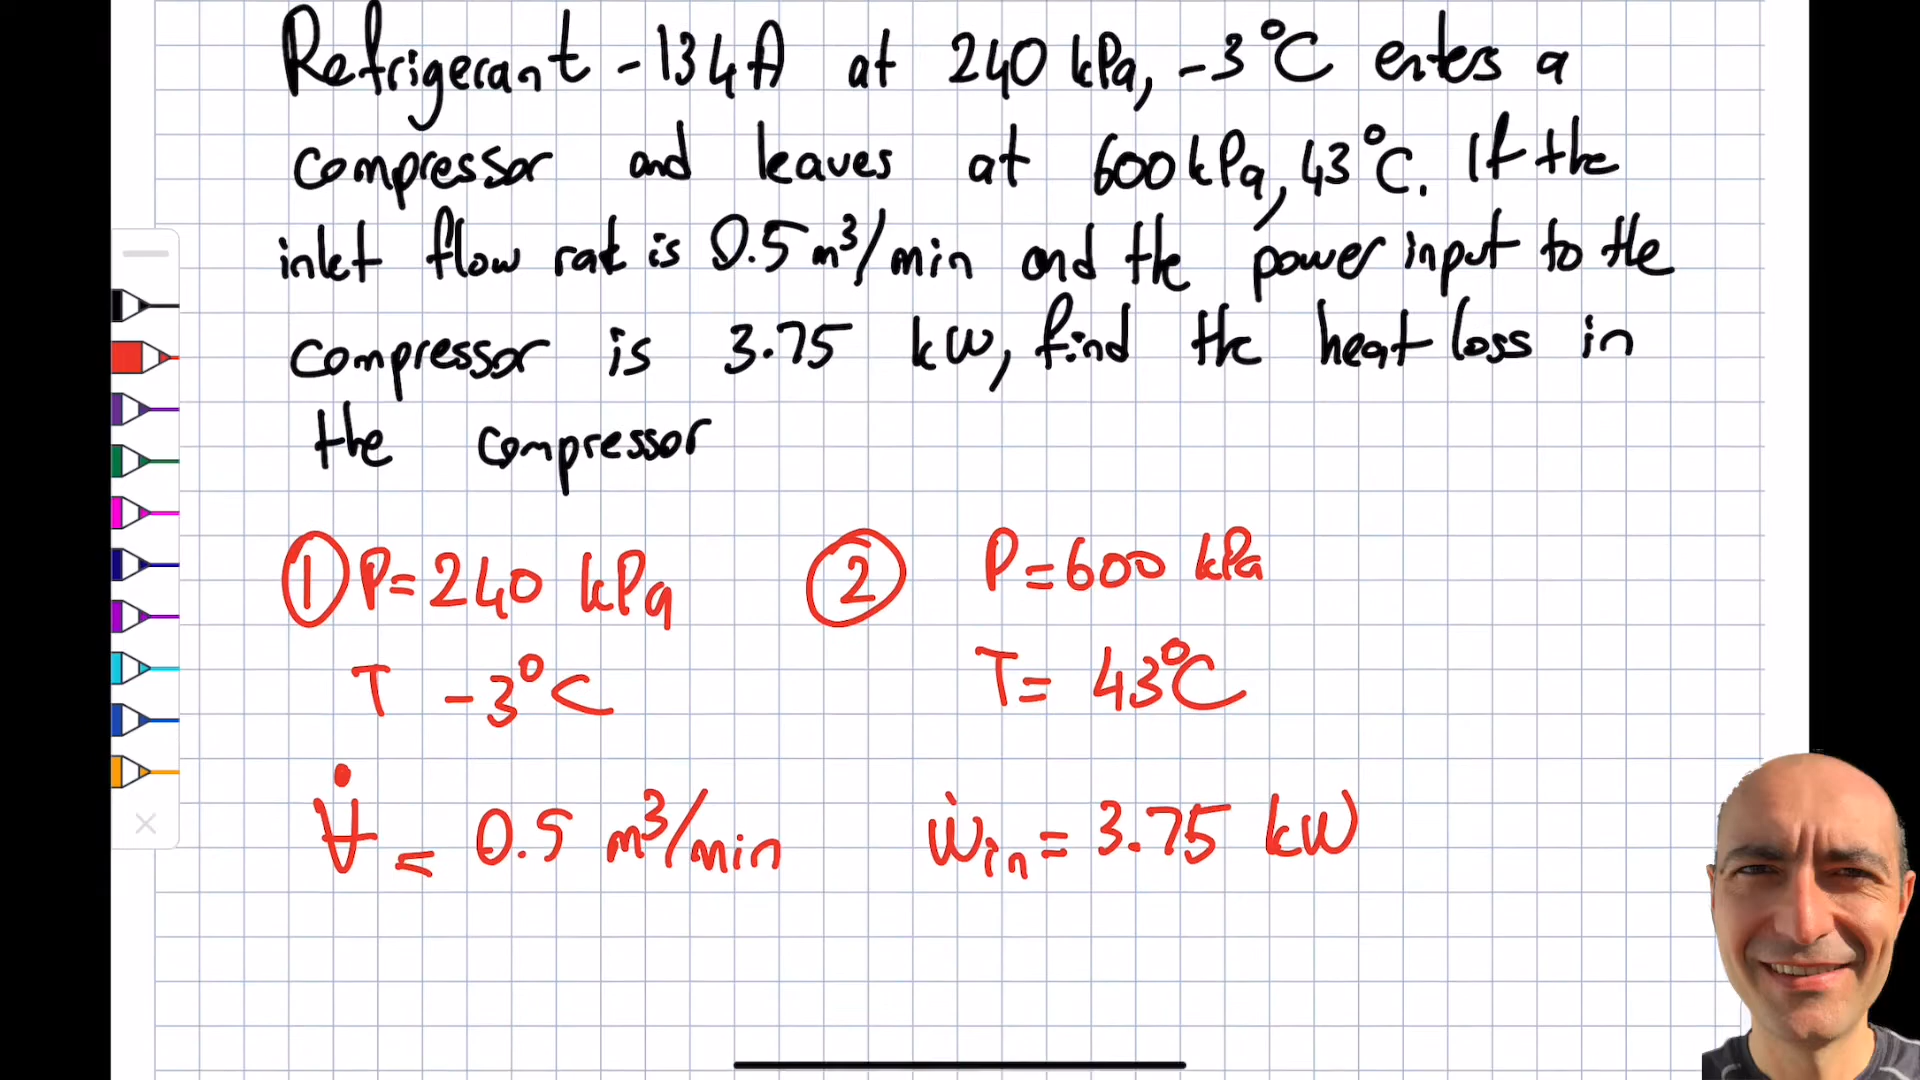 Refrigerant - 134A at 240 kPa, -3°C enters a
compressor and leaves at 600 kPa, 43°C. If the
inlet flow rate is 0.5 m³/min and the power input to the
compressor is 3.75 kW, find the heat loss in
the compressor
① P=240 kPa ② P=600 kPa
T -3°C T= 43°C
V̇ = 0.5 m³/min ẇin = 3.75 kW